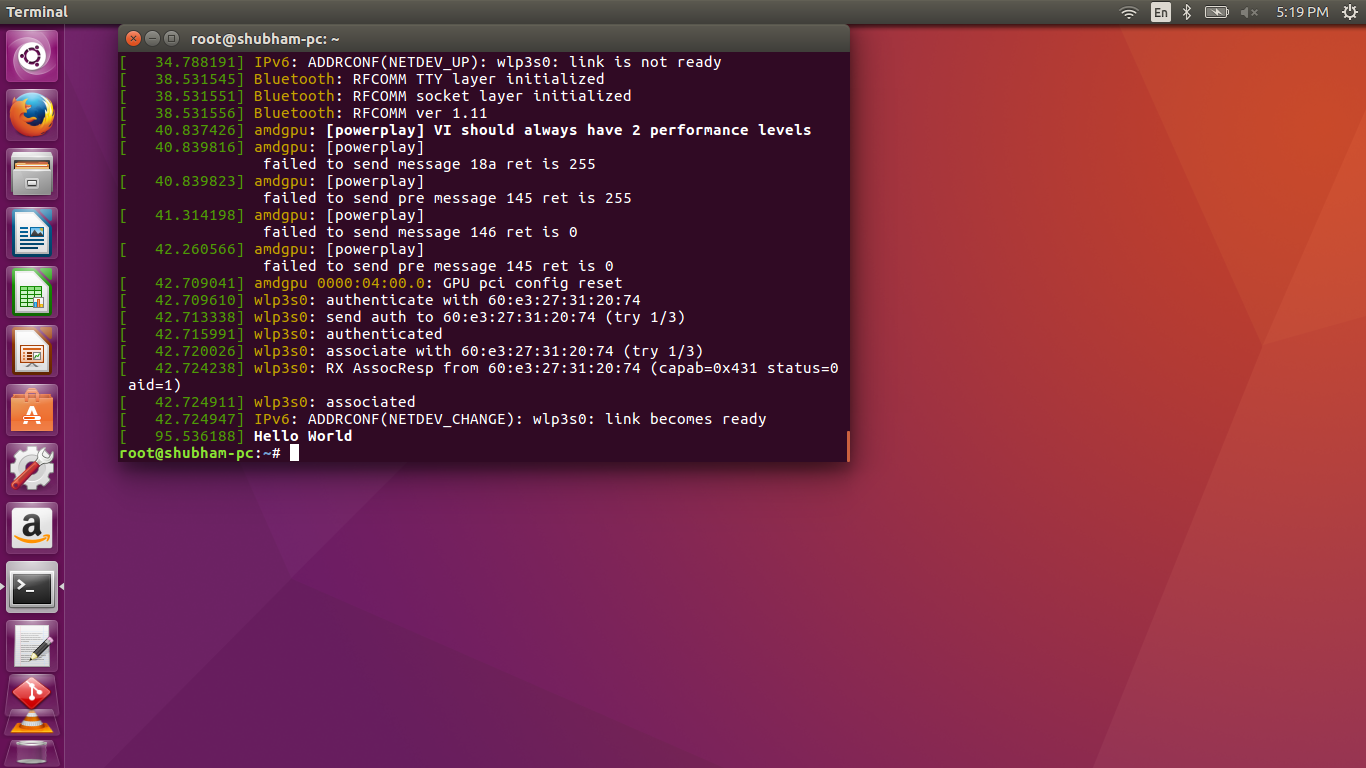 Terminal
En
5:19 PM
root@shubham-pc: ~
[   34.788191] IPv6: ADDRCONF(NETDEV_UP): wlp3s0: link is not ready
[   38.531545] Bluetooth: RFCOMM TTY layer initialized
[   38.531551] Bluetooth: RFCOMM socket layer initialized
[   38.531556] Bluetooth: RFCOMM ver 1.11
[   40.837426] amdgpu: [powerplay] VI should always have 2 performance levels
[   40.839816] amdgpu: [powerplay]
                failed to send message 18a ret is 255
[   40.839823] amdgpu: [powerplay]
                failed to send pre message 145 ret is 255
[   41.314198] amdgpu: [powerplay]
                failed to send message 146 ret is 0
[   42.260566] amdgpu: [powerplay]
                failed to send pre message 145 ret is 0
[   42.709041] amdgpu 0000:04:00.0: GPU pci config reset
[   42.709610] wlp3s0: authenticate with 60:e3:27:31:20:74
[   42.713338] wlp3s0: send auth to 60:e3:27:31:20:74 (try 1/3)
[   42.715991] wlp3s0: authenticated
[   42.720026] wlp3s0: associate with 60:e3:27:31:20:74 (try 1/3)
[   42.724238] wlp3s0: RX AssocResp from 60:e3:27:31:20:74 (capab=0x431 status=0
 aid=1)
[   42.724911] wlp3s0: associated
[   42.724947] IPv6: ADDRCONF(NETDEV_CHANGE): wlp3s0: link becomes ready
[   95.536188] Hello World
root@shubham-pc:~#